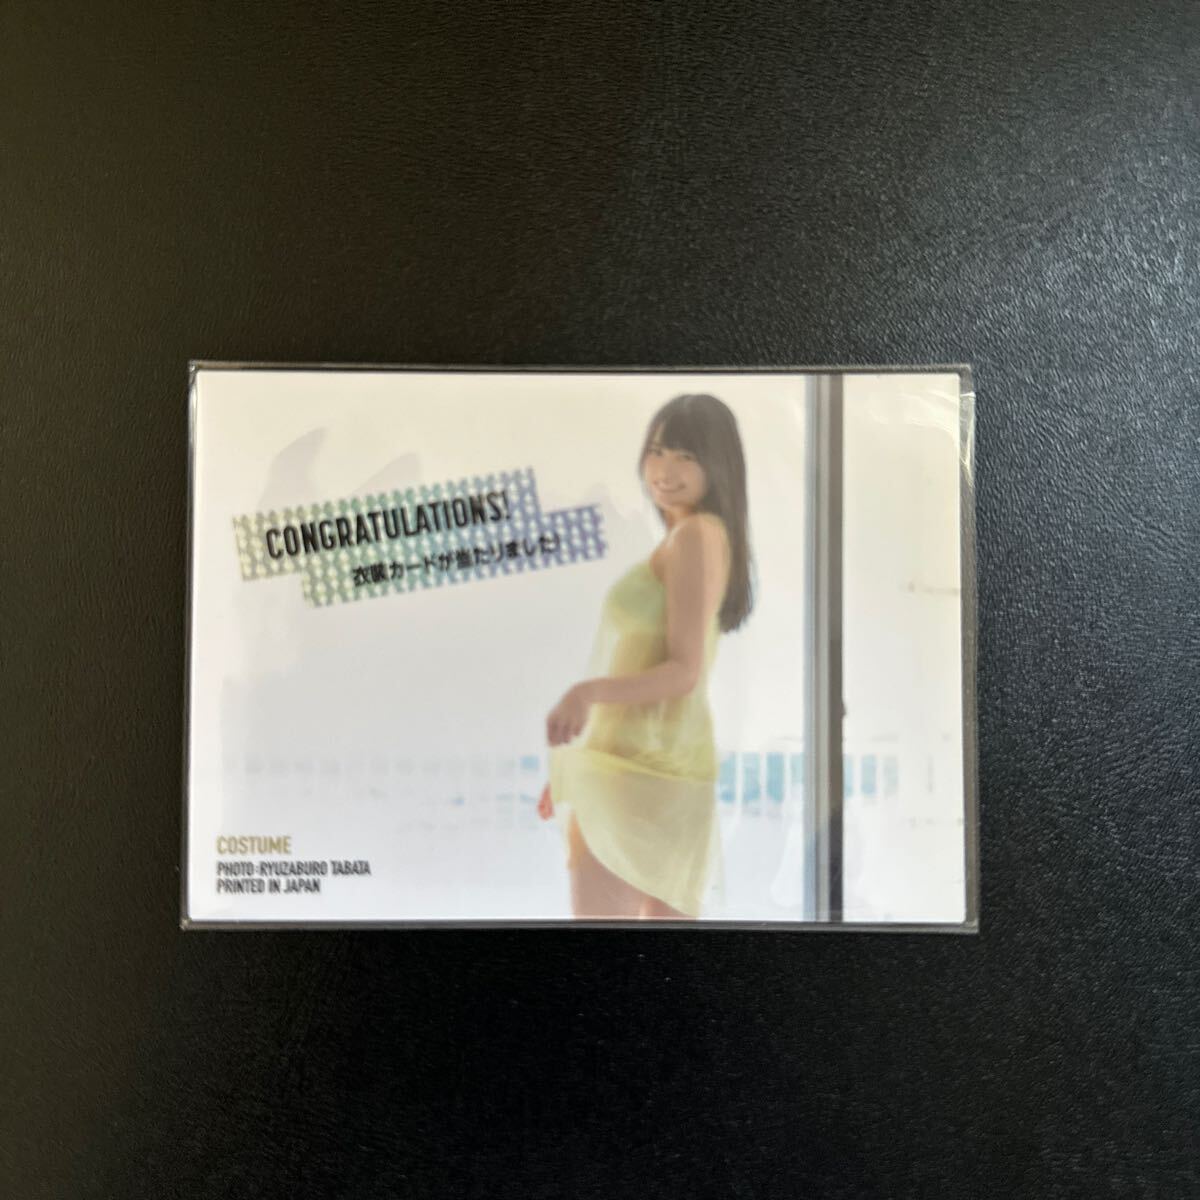 CONGRATULATIONS!
衣装カードが当たりました!
COSTUME
PHOTO:RYUZABURO TABATA
PRINTED IN JAPAN